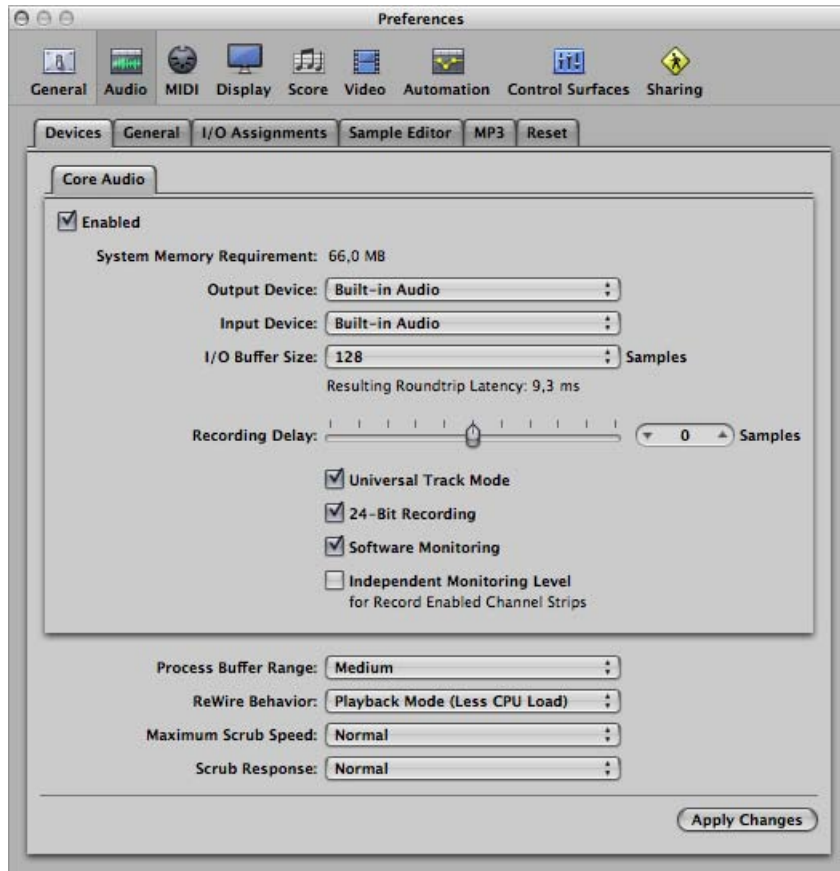 Preferences
General Audio MIDI Display Score Video Automation Control Surfaces Sharing
Devices General I/O Assignments Sample Editor MP3 Reset
Core Audio
Enabled
System Memory Requirement: 66,0 MB
Output Device: Built-in Audio
Input Device: Built-in Audio
I/O Buffer Size: 128 Samples
Resulting Roundtrip Latency: 9,3 ms
Recording Delay: 0 Samples
Universal Track Mode
24-Bit Recording
Software Monitoring
Independent Monitoring Level
for Record Enabled Channel Strips
Process Buffer Range: Medium
ReWire Behavior: Playback Mode (Less CPU Load)
Maximum Scrub Speed: Normal
Scrub Response: Normal
Apply Changes